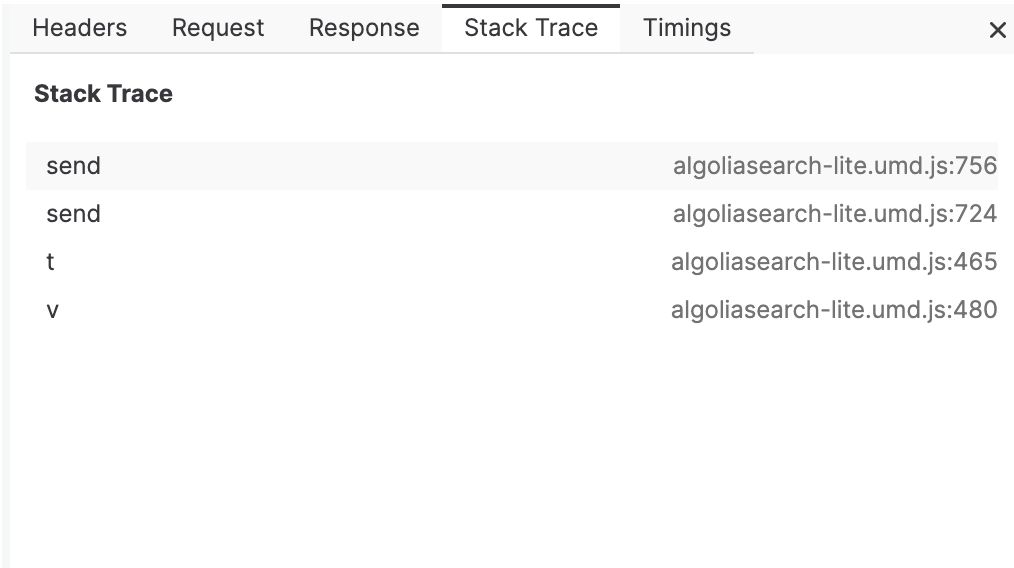 Headers Request Response Stack Trace Timings
Stack Trace
send algoliasearch-lite.umd.js:756
send algoliasearch-lite.umd.js:724
t algoliasearch-lite.umd.js:465
v algoliasearch-lite.umd.js:480